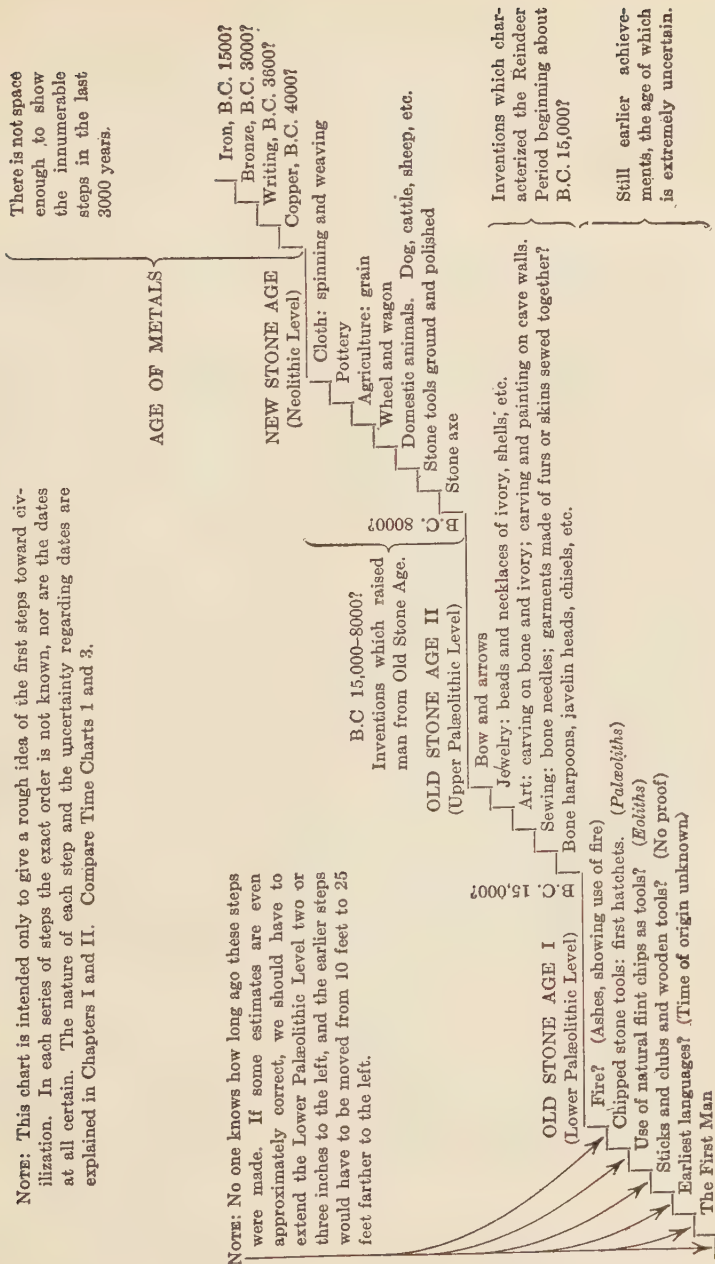 NOTE: This chart is intended only to give a rough idea of the first steps toward civ-
ilization. In each series of steps the exact order is not known, nor are the dates
at all certain. The nature of each step and the uncertainty regarding dates are
explained in Chapters I and II. Compare Time Charts 1 and 3.
There is not space
enough to show
the innumerable
steps in the last
3000 years.
AGE OF METALS
Iron, B.C. 1500?
Bronze, B.C. 3000?
Writing, B.C. 3600?
Copper, B.C. 4000?
NEW STONE AGE
(Neolithic Level)
Cloth: spinning and weaving
Pottery
Agriculture: grain
Wheel and wagon
Domestic animals. Dog, cattle, sheep, etc.
Stone tools ground and polished
Stone axe
B.C. 8000?
B.C 15,000–8000?
Inventions which raised
man from Old Stone Age.
OLD STONE AGE II
(Upper Palæolithic Level)
Bow and arrows
Jewelry: beads and necklaces of ivory, shells, etc.
Art: carving on bone and ivory; carving and painting on cave walls.
Sewing: bone needles; garments made of furs or skins sewed together?
Bone harpoons, javelin heads, chisels, etc.
Inventions which char-
acterized the Reindeer
Period beginning about
B.C. 15,000?
B.C. 15,000?
NOTE: No one knows how long ago these steps
were made. If some estimates are even
approximately correct, we should have to
extend the Lower Palæolithic Level two or
three inches to the left, and the earlier steps
would have to be moved from 10 feet to 25
feet farther to the left.
OLD STONE AGE I
(Lower Palæolithic Level)
Fire? (Ashes, showing use of fire)
Chipped stone tools: first hatchets. (Palæoliths)
Use of natural flint chips as tools? (Eoliths)
Sticks and clubs and wooden tools? (No proof)
Earliest languages? (Time of origin unknown)
The First Man
Still earlier achieve-
ments, the age of which
is extremely uncertain.